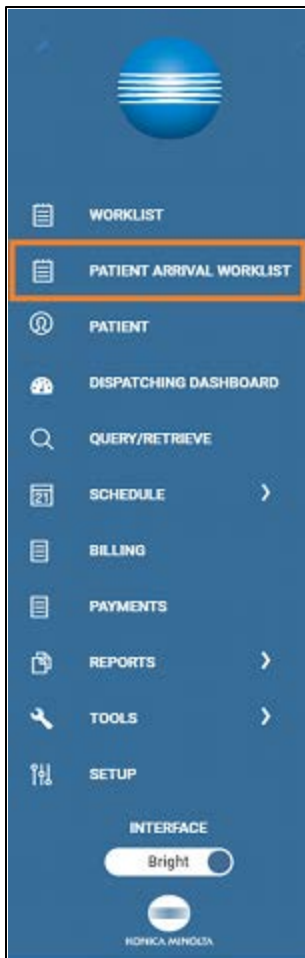 WORKLIST
PATIENT ARRIVAL WORKLIST
PATIENT
DISPATCHING DASHBOARD
QUERY/RETRIEVE
21
SCHEDULE
BILLING
PAYMENTS
REPORTS
TOOLS
SETUP
INTERFACE
Bright
KONICA MINOLTA